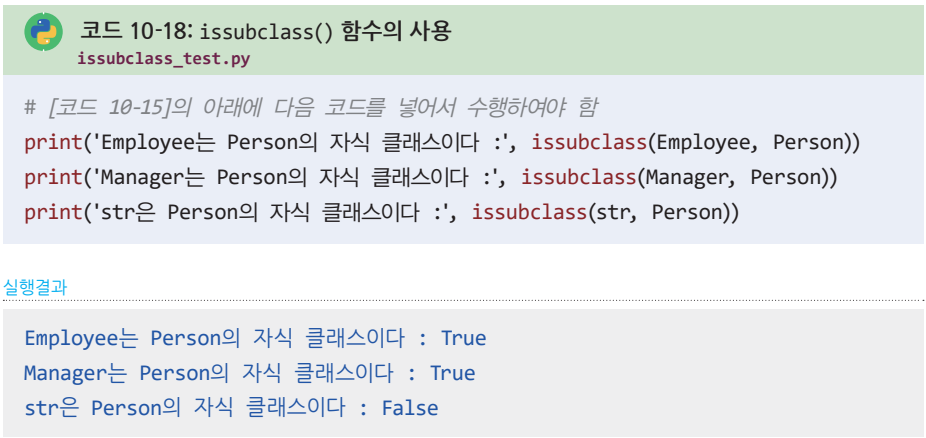 코드 10-18: issubclass() 함수의 사용
issubclass_test.py
# [코드 10-15]의 아래에 다음 코드를 넣어서 수행하여야 함
print('Employee는 Person의 자식 클래스이다 :', issubclass(Employee, Person))
print('Manager는 Person의 자식 클래스이다 :', issubclass(Manager, Person))
print('str은 Person의 자식 클래스이다 :', issubclass(str, Person))
실행결과
Employee는 Person의 자식 클래스이다 : True
Manager는 Person의 자식 클래스이다 : True
str은 Person의 자식 클래스이다 : False